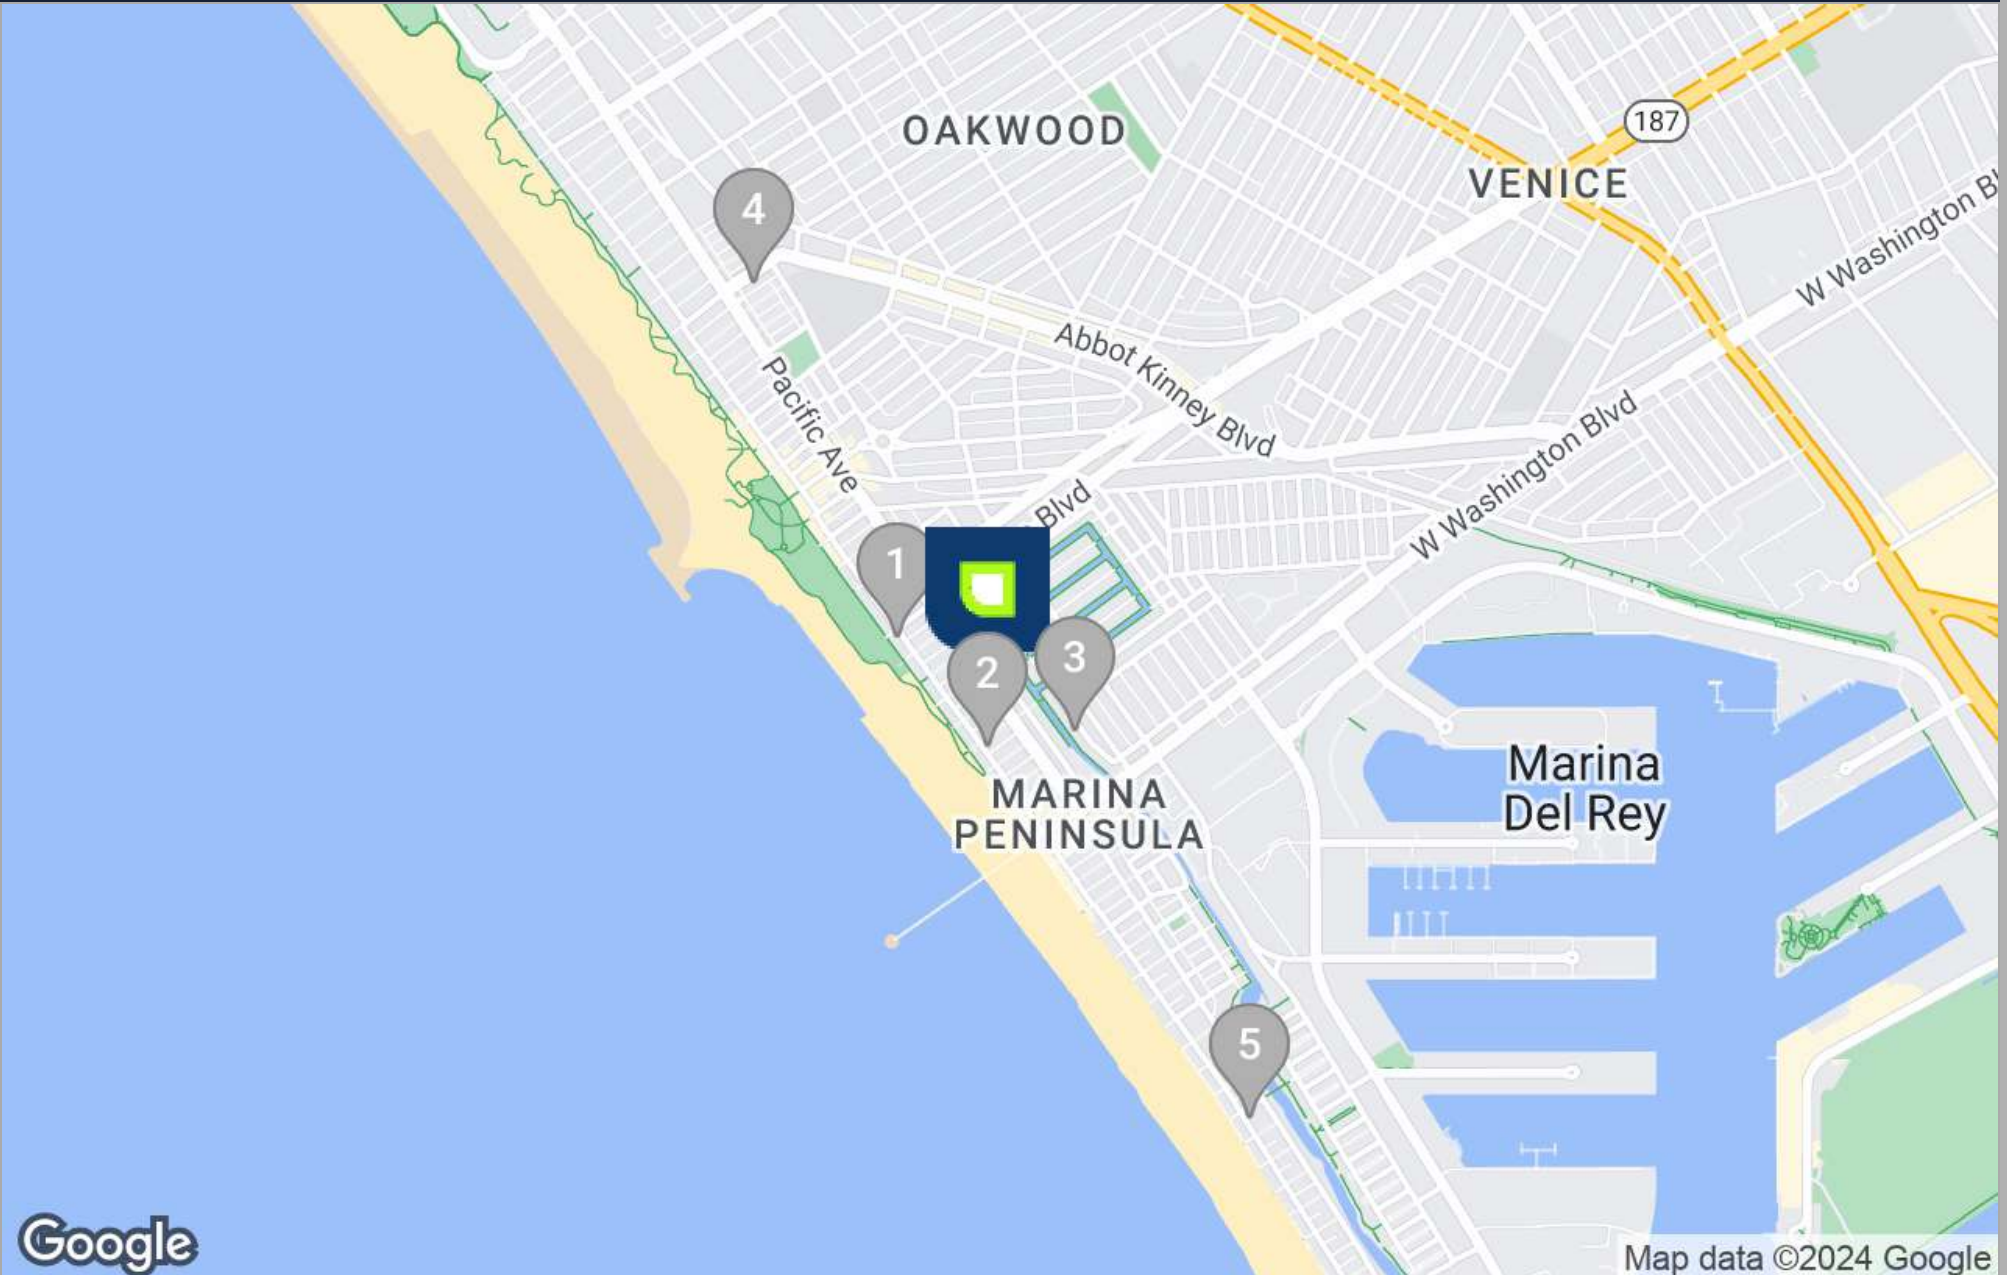 OAKWOOD
187
VENICE
4
W Washington Bl
Abbot Kinney Blvd
Pacific Ave
W Washington Blvd
Blvd
1
2
3
Marina
Del Rey
MARINA
PENINSULA
5
Google
Map data ©2024 Google